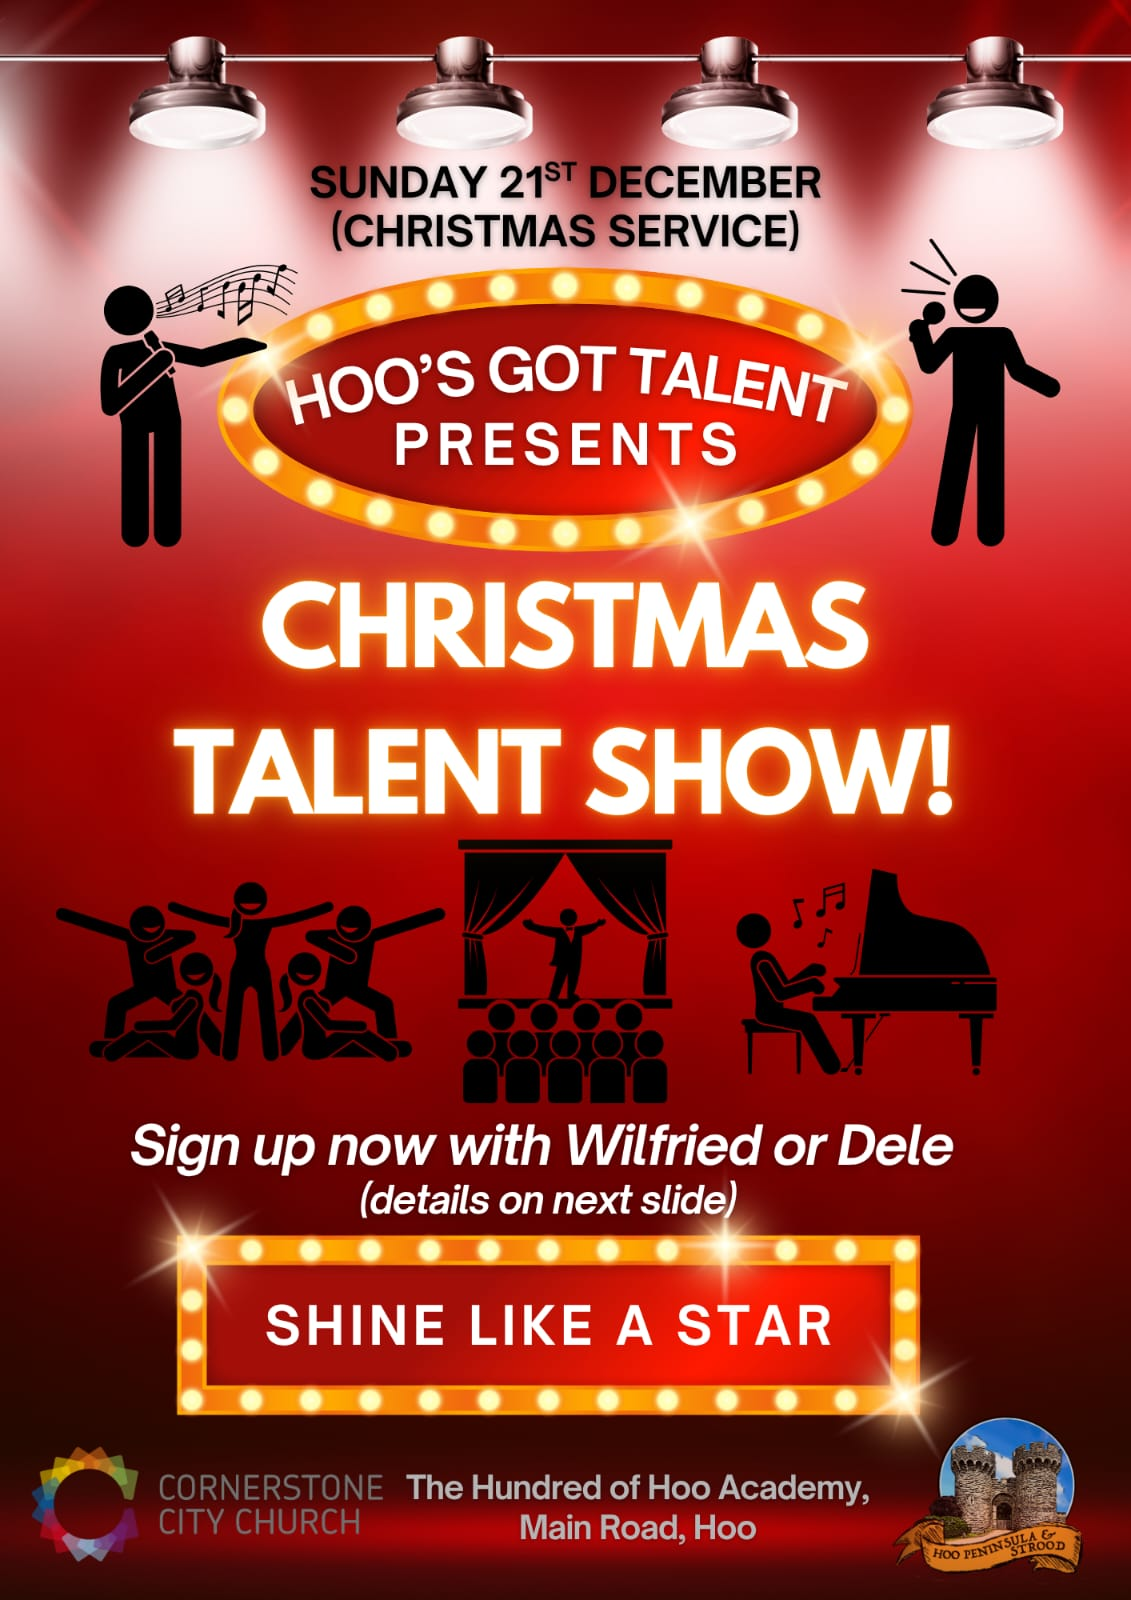 SUNDAY 21ST DECEMBER
(CHRISTMAS SERVICE)
HOO'S GOT TALENT
PRESENTS
CHRISTMAS
TALENT SHOW!
Sign up now with Wilfried or Dele
(details on next slide)
SHINE LIKE A STAR
CORNERSTONE
CITY CHURCH
The Hundred of Hoo Academy,
Main Road, Hoo
HOO PENINSULA &
STROOD